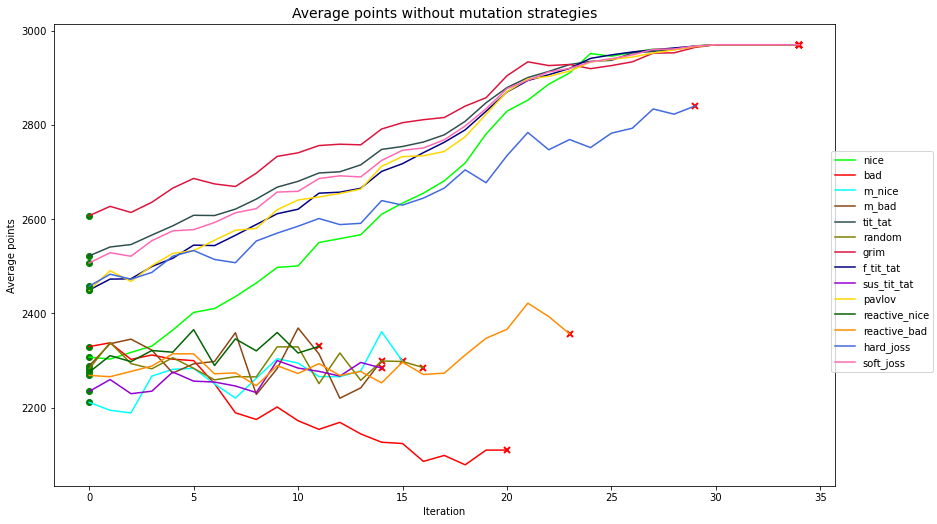 Average points without mutation strategies
Average points
3000
2800
2600
2400
2200
0
5
10
15
20
25
30
35
Iteration
nice
bad
m_nice
m_bad
tit_tat
random
grim
f_tit_tat
sus_tit_tat
pavlov
reactive_nice
reactive_bad
hard_joss
soft_joss